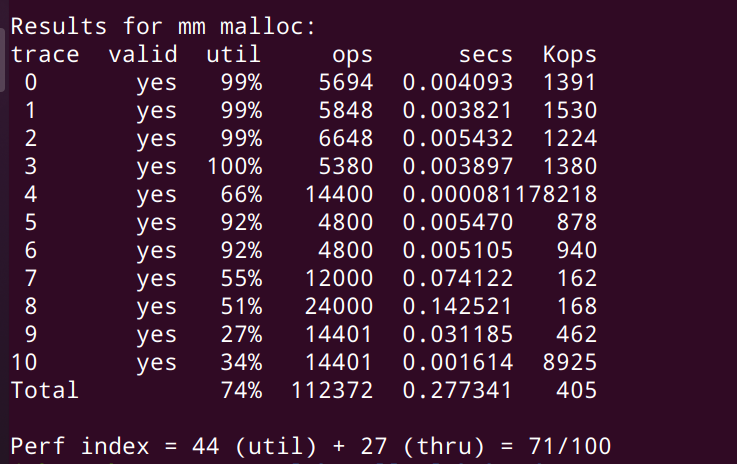 Results for mm malloc:
trace  valid  util     ops      secs  Kops
 0       yes   99%    5694  0.004093  1391
 1       yes   99%    5848  0.003821  1530
 2       yes   99%    6648  0.005432  1224
 3       yes  100%    5380  0.003897  1380
 4       yes   66%   14400  0.000081178218
 5       yes   92%    4800  0.005470   878
 6       yes   92%    4800  0.005105   940
 7       yes   55%   12000  0.074122   162
 8       yes   51%   24000  0.142521   168
 9       yes   27%   14401  0.031185   462
10       yes   34%   14401  0.001614  8925
Total          74%  112372  0.277341   405
Perf index = 44 (util) + 27 (thru) = 71/100